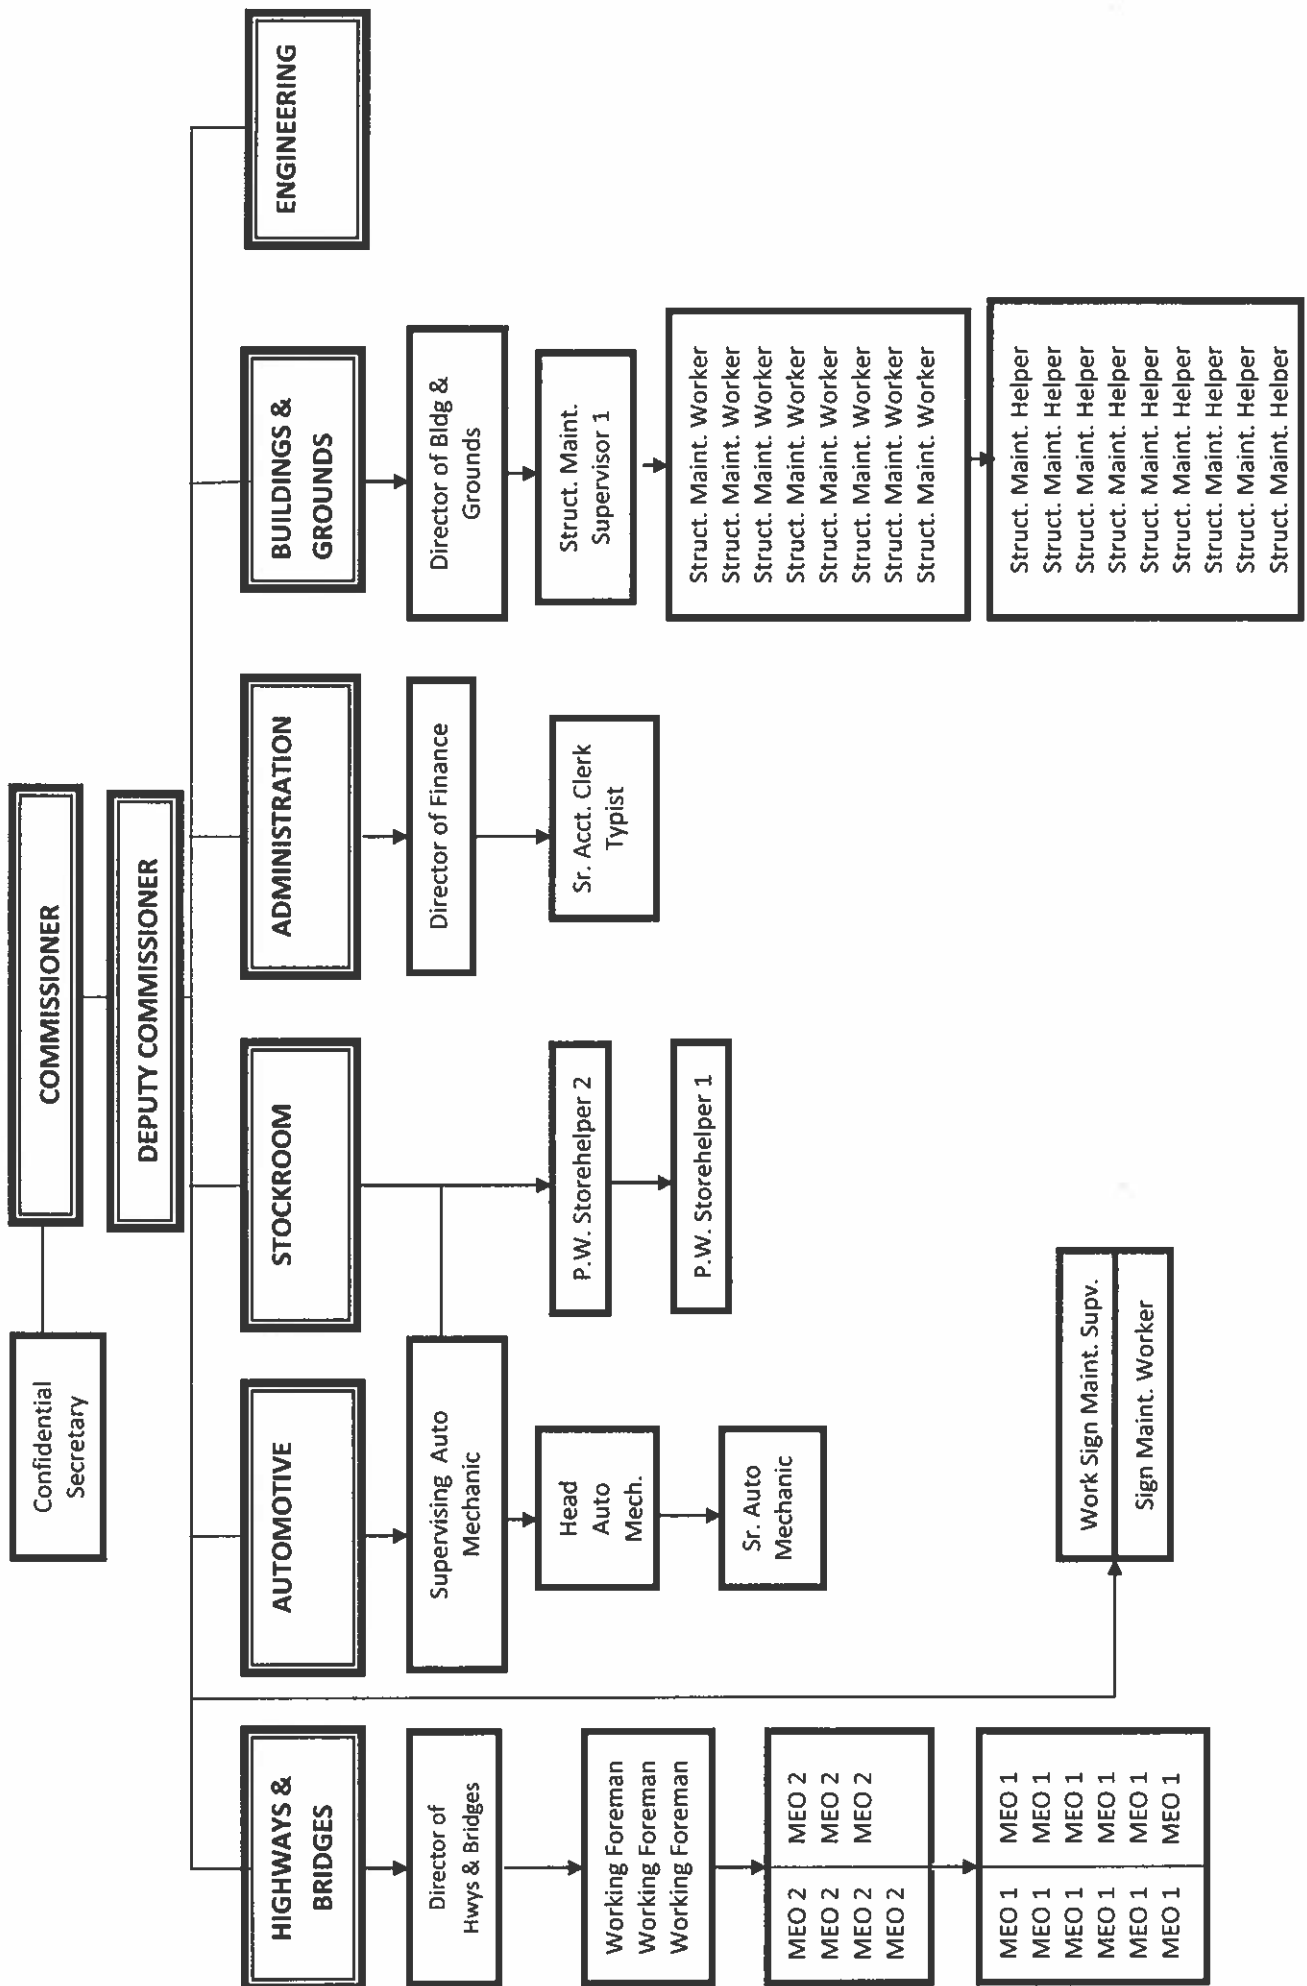 COMMISSIONER
Confidential
Secretary
DEPUTY COMMISSIONER
HIGHWAYS &
BRIDGES
AUTOMOTIVE
STOCKROOM
ADMINISTRATION
BUILDINGS &
GROUNDS
ENGINEERING
Director of
Hwys & Bridges
Working Foreman
Working Foreman
Working Foreman
MEO 2 MEO 2
MEO 2 MEO 2
MEO 2 MEO 2
MEO 2
MEO 1 MEO 1
MEO 1 MEO 1
MEO 1 MEO 1
MEO 1 MEO 1
MEO 1 MEO 1
MEO 1 MEO 1
Work Sign Maint. Supv.
Sign Maint. Worker
Supervising Auto
Mechanic
Head
Auto
Mech.
Sr. Auto
Mechanic
P.W. Storehelper 2
P.W. Storehelper 1
Director of Finance
Sr. Acct. Clerk
Typist
Director of Bldg &
Grounds
Struct. Maint.
Supervisor 1
Struct. Maint. Worker
Struct. Maint. Worker
Struct. Maint. Worker
Struct. Maint. Worker
Struct. Maint. Worker
Struct. Maint. Worker
Struct. Maint. Worker
Struct. Maint. Worker
Struct. Maint. Helper
Struct. Maint. Helper
Struct. Maint. Helper
Struct. Maint. Helper
Struct. Maint. Helper
Struct. Maint. Helper
Struct. Maint. Helper
Struct. Maint. Helper
Struct. Maint. Helper